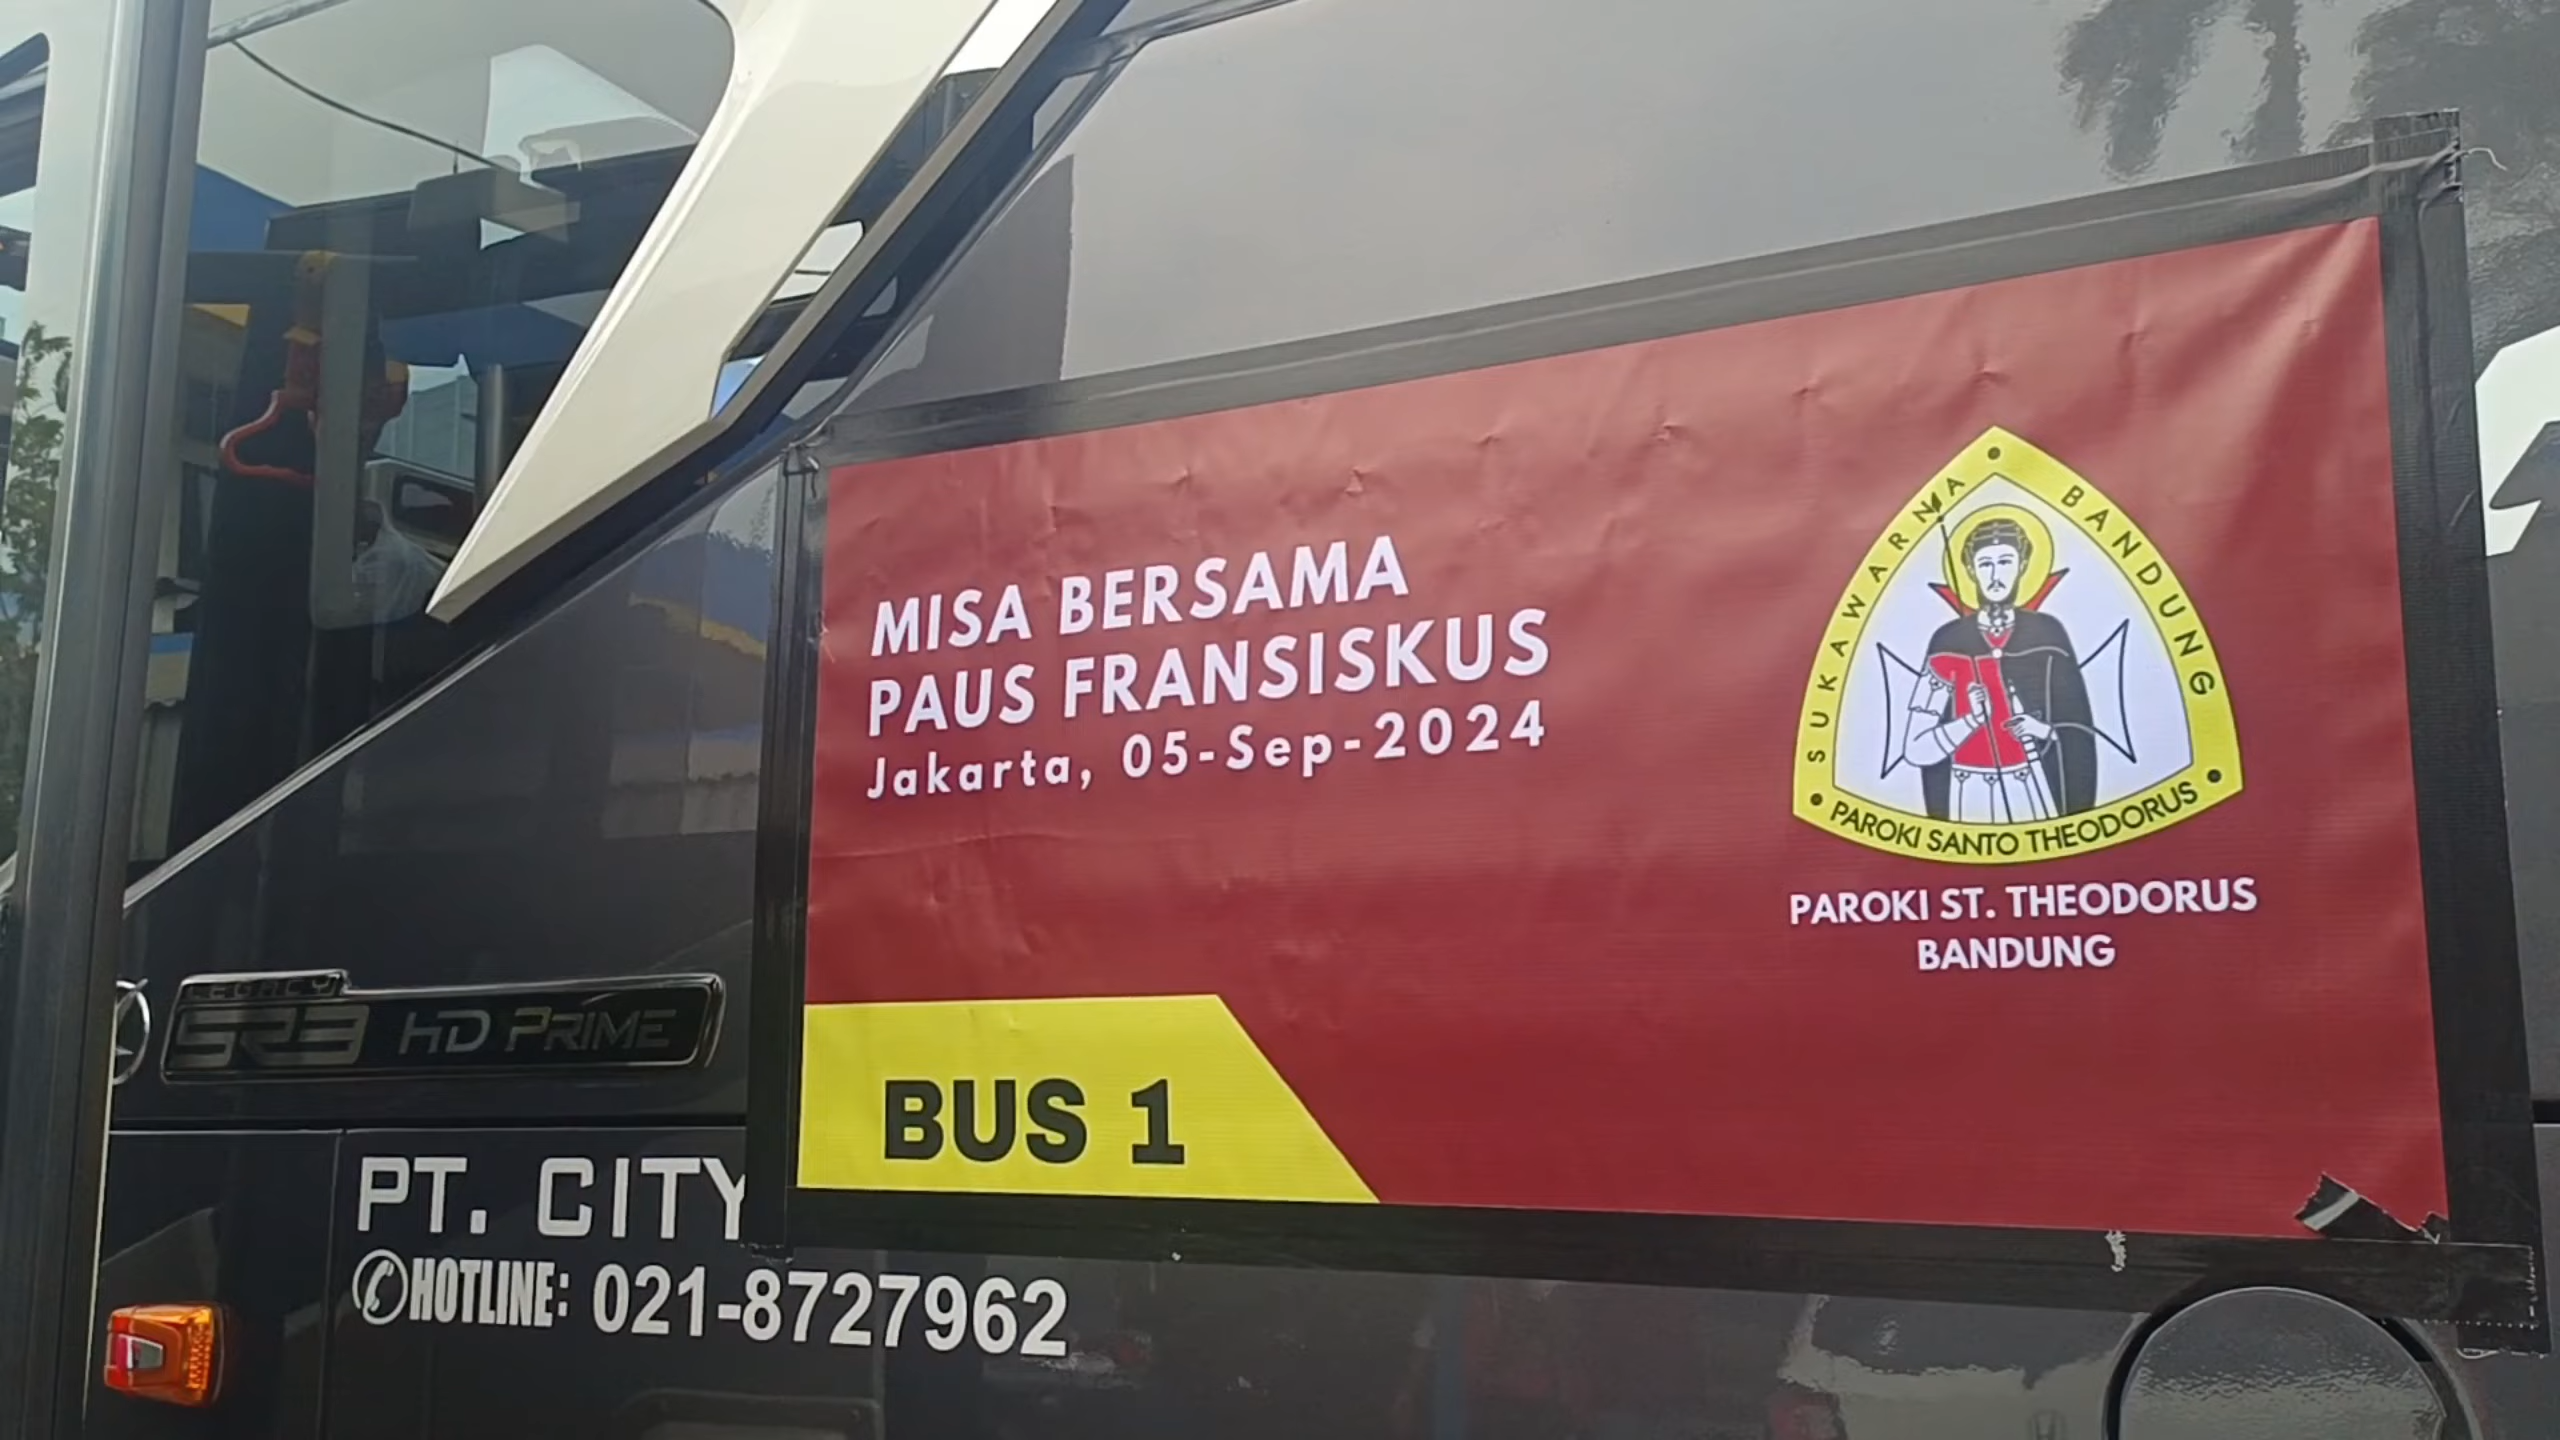 MISA BERSAMA
PAUS FRANSISKUS
Jakarta, 05-Sep-2024
SUKAWARNA BANDUNG
PAROKI SANTO THEODORUS
PAROKI ST. THEODORUS
BANDUNG
BUS 1
LEGACY
SR3 HD PRIME
PT. CITY
HOTLINE: 021-8727962